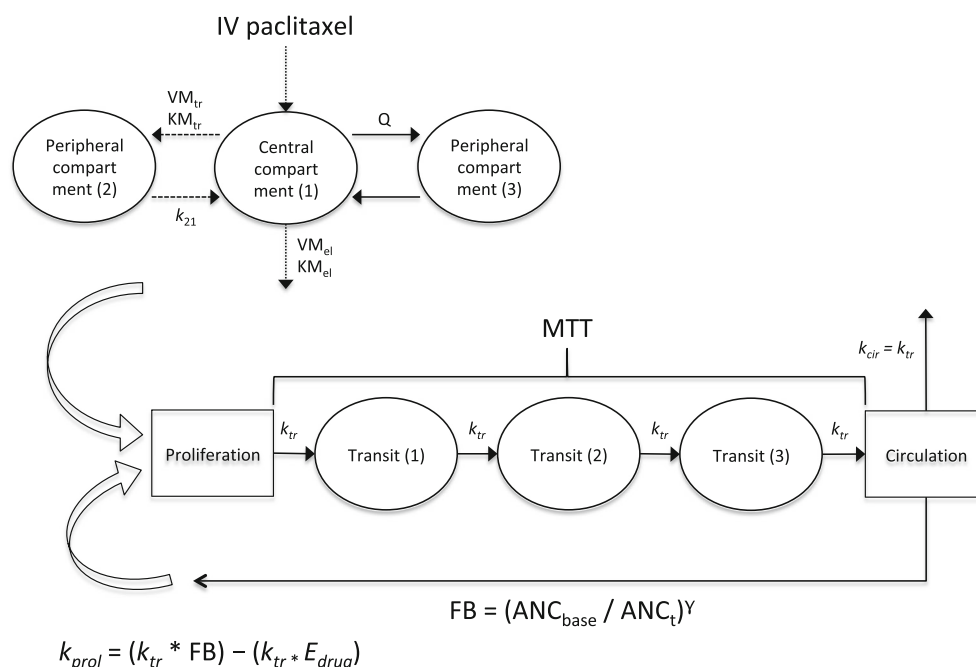 IV paclitaxel
VM_tr
KM_tr
Q
Peripheral
compart
ment (2)
Central
compart
ment (1)
Peripheral
compart
ment (3)
k_21
VM_el
KM_el
MTT
k_cir = k_tr
k_tr
k_tr
k_tr
k_tr
Proliferation
Transit (1)
Transit (2)
Transit (3)
Circulation
FB = (ANC_base / ANC_t)^γ
k_prol = (k_tr * FB) − (k_tr * E_drug)